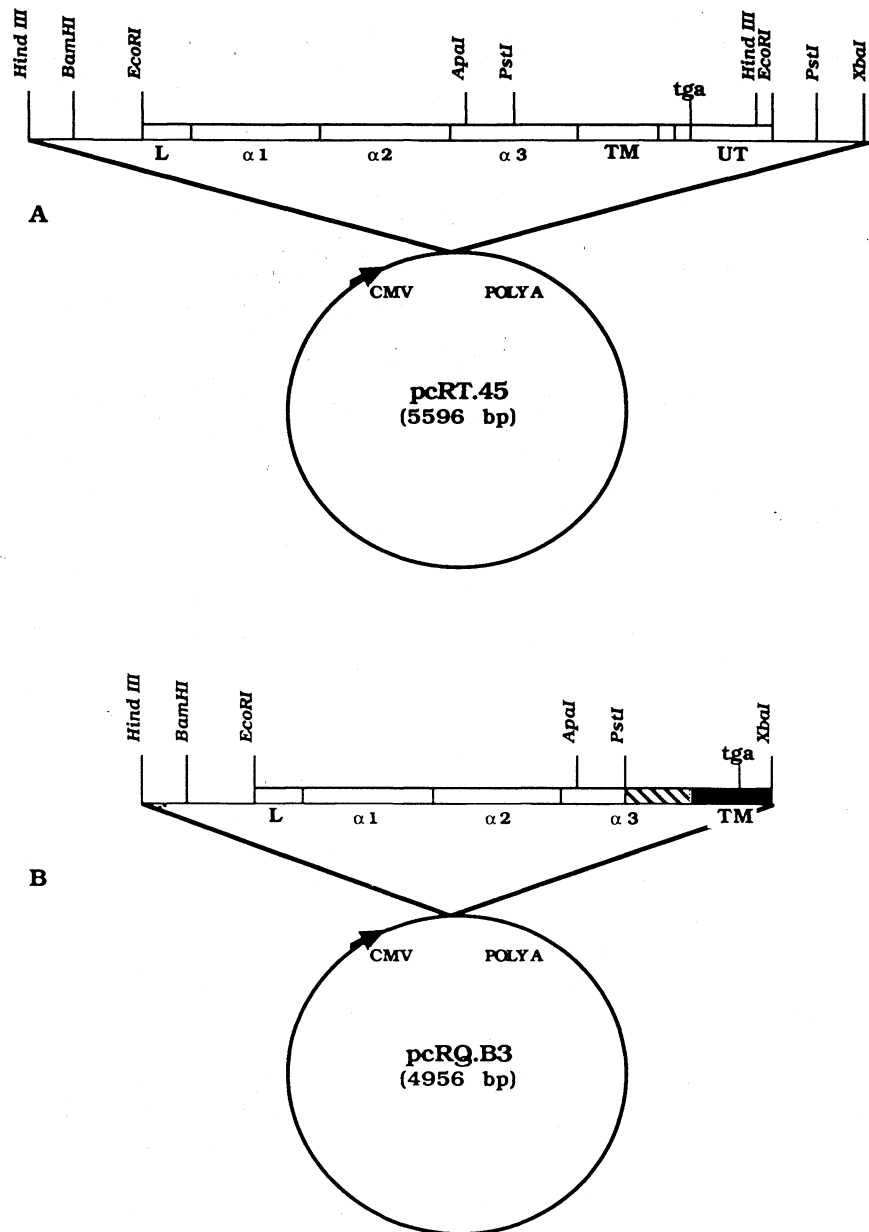 Hind III BamHI EcoRI ApaI PstI Hind III EcoRI PstI XbaI
tga
L α1 α2 α3 TM UT
A
CMV POLY A
pcRT.45
(5596 bp)
Hind III BamHI EcoRI ApaI PstI XbaI
tga
L α1 α2 α3 TM
B
CMV POLY A
pcRQ.B3
(4956 bp)